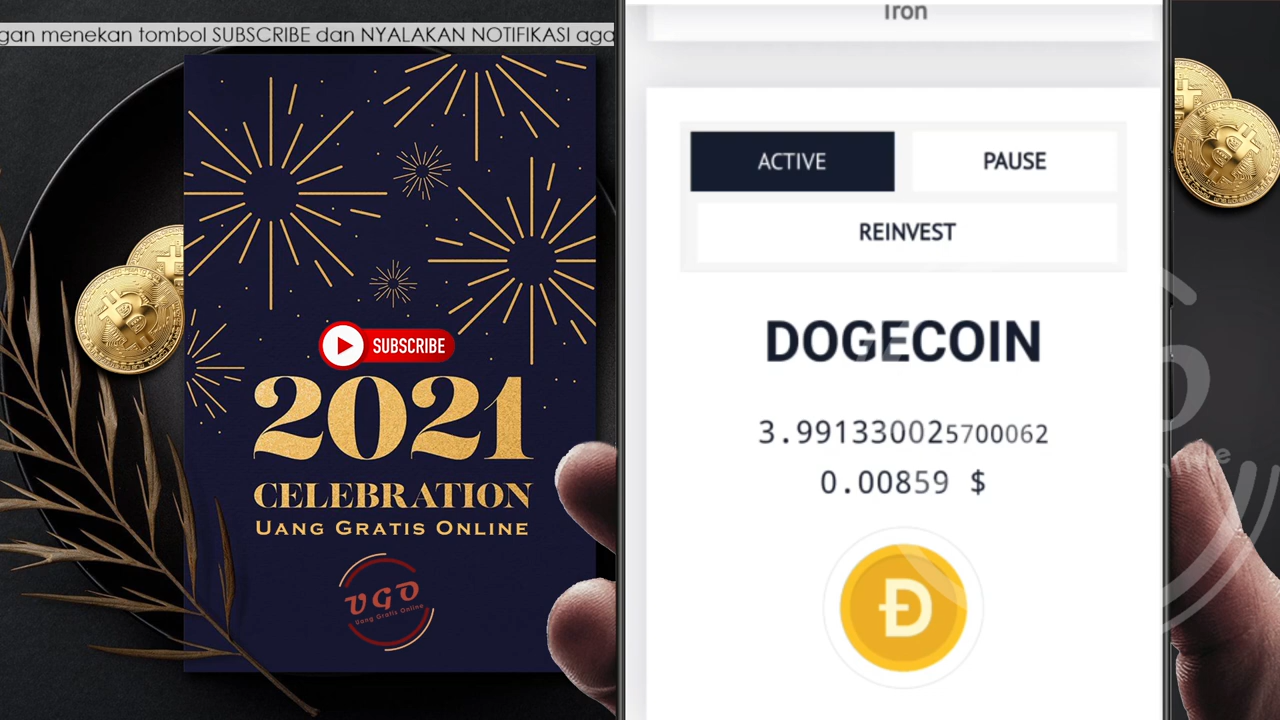 gan menekan tombol SUBSCRIBE dan NYALAKAN NOTIFIKASI aga
SUBSCRIBE
2021
CELEBRATION
UANG GRATIS ONLINE
UGO
Uang Gratis Online
Iron
ACTIVE
PAUSE
REINVEST
DOGECOIN
3.991330025700062
0.00859 $